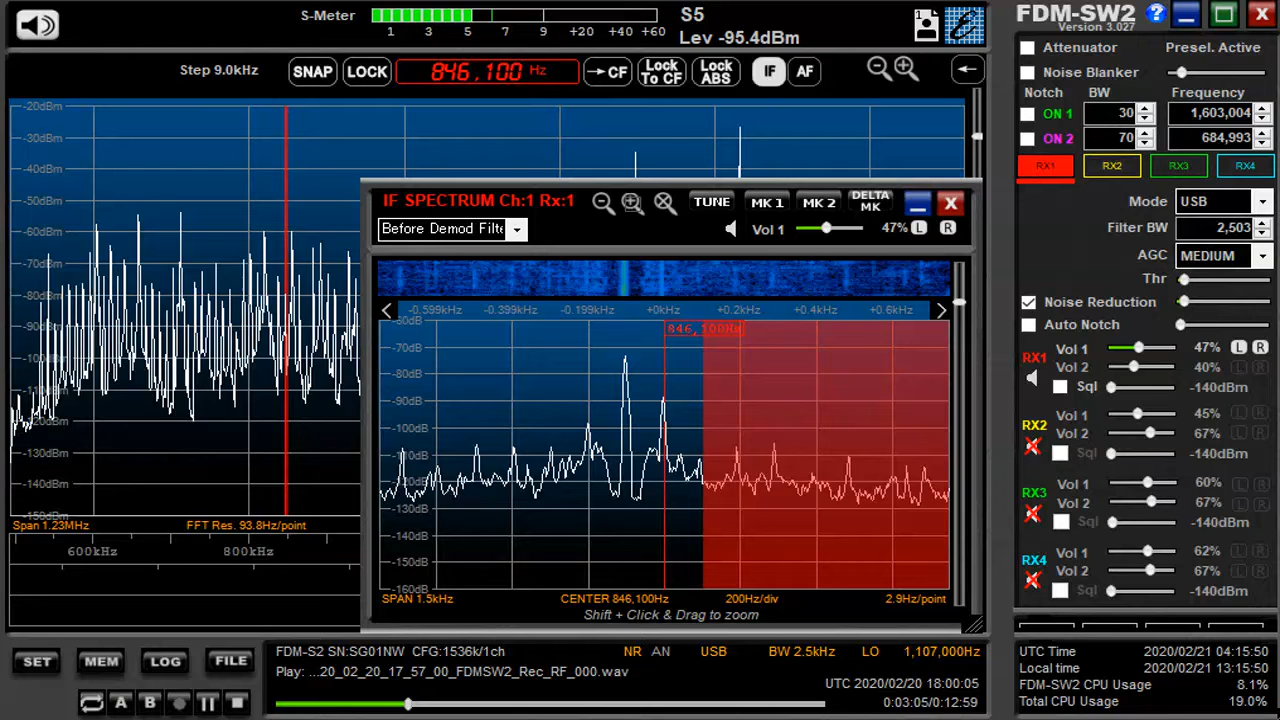 S-Meter
1 3 5 7 9 +20 +40 +60
S5
Lev -95.4dBm
1
FDM-SW2
Version 3.027
Step 9.0kHz
SNAP
LOCK
846,100 Hz
→CF
Lock To CF
Lock ABS
IF
AF
-20dBm
-30dBm
-40dBm
-50dBm
-60dBm
-70dBm
-80dBm
-90dBm
-100dBm
-110dBm
-120dBm
-130dBm
-140dBm
Span 1.23MHz
FFT Res. 93.8Hz/point
600kHz
800kHz
IF SPECTRUM Ch:1 Rx:1
TUNE
MK 1
MK 2
DELTA MK
Before Demod Filte
Vol 1
47%
L
R
-0.599kHz -0.399kHz -0.199kHz +0kHz +0.2kHz +0.4kHz +0.6kHz
846,100Hz
-60dB
-70dB
-80dB
-90dB
-100dB
-110dB
-120dB
-130dB
-140dB
-150dB
-160dB
SPAN 1.5kHz
CENTER 846,100Hz
200Hz/div
2.9Hz/point
Shift + Click & Drag to zoom
Attenuator
Presel. Active
Noise Blanker
Notch BW Frequency
ON 1 30 1,603,004
ON 2 70 684,993
RX1 RX2 RX3 RX4
Mode USB
Filter BW 2,503
AGC MEDIUM
Thr
Noise Reduction
Auto Notch
RX1
Vol 1 47% L R
Vol 2 40% L R
Sql -140dBm
RX2
Vol 1 45% L R
Vol 2 67% L R
Sql -140dBm
RX3
Vol 1 60% L R
Vol 2 67% L R
Sql -140dBm
RX4
Vol 1 62% L R
Vol 2 67% L R
Sql -140dBm
SET
MEM
LOG
FILE
A
B
FDM-S2 SN:SG01NW CFG:1536k/1ch
NR AN USB BW 2.5kHz LO 1,107,000Hz
Play: ...20_02_20_17_57_00_FDMSW2_Rec_RF_000.wav
UTC 2020/02/20 18:00:05
0:03:05/0:12:59
UTC Time 2020/02/21 04:15:50
Local time 2020/02/21 13:15:50
FDM-SW2 CPU Usage 8.1%
Total CPU Usage 19.0%